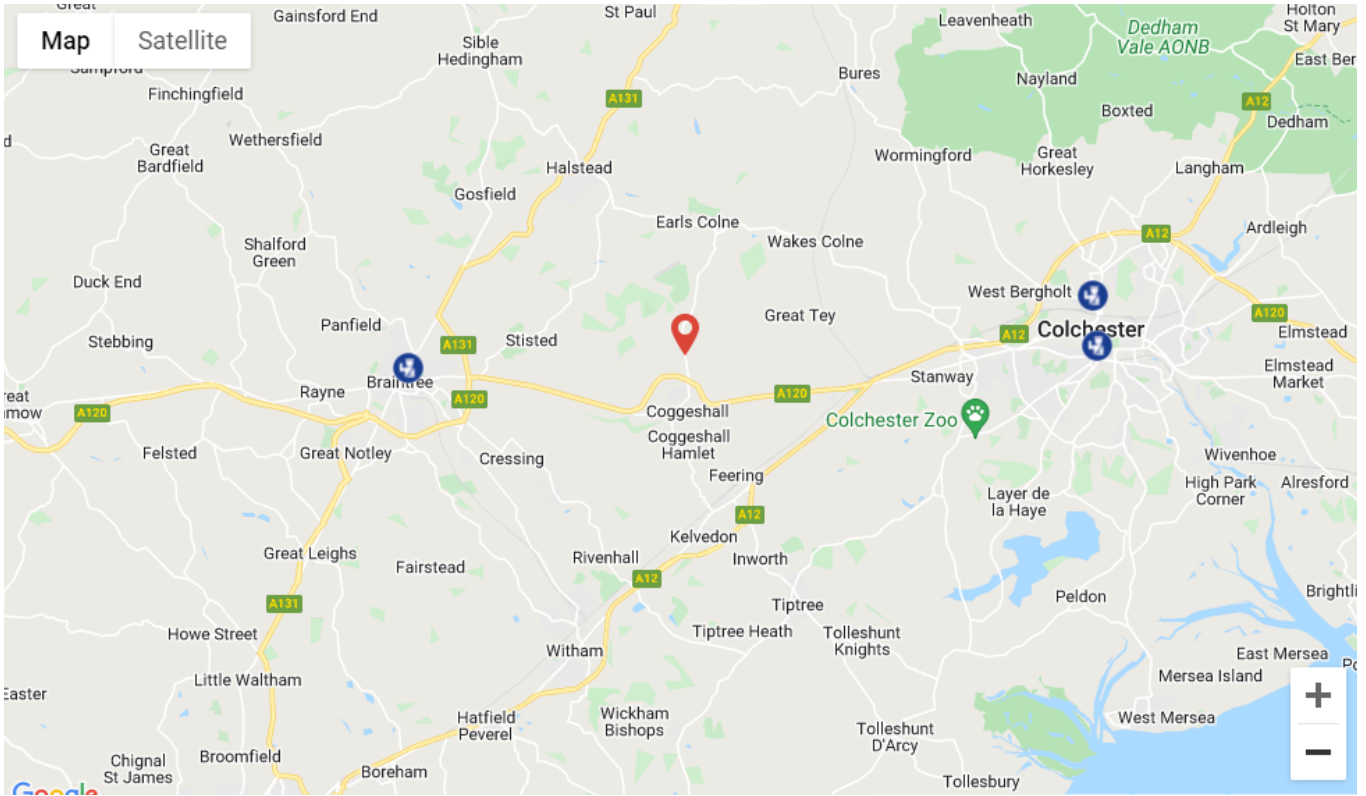 Great
Gainsford End
St Paul
Leavenheath
Holton
St Mary
Map
Satellite
Sible
Hedingham
Dedham
Vale AONB
Sampford
East Ber
Bures
Nayland
Finchingfield
A131
A12
Boxted
Dedham
d
Wethersfield
Great
Bardfield
Wormingford
Great
Horkesley
Halstead
Langham
Gosfield
Earls Colne
Ardleigh
A12
Wakes Colne
Shalford
Green
Duck End
West Bergholt
Great Tey
A120
Panfield
Colchester
Elmstead
Stebbing
A131
Stisted
A12
Elmstead
Market
Stanway
Braintree
Rayne
A120
A120
reat
nmow
A120
Coggeshall
Colchester Zoo
Coggeshall
Hamlet
Felsted
Great Notley
Cressing
Wivenhoe
Feering
High Park
Corner
Alresford
Layer de
la Haye
A12
Kelvedon
Great Leighs
Rivenhall
Inworth
Fairstead
A12
Brightli
Peldon
A131
Tiptree
Howe Street
Tiptree Heath
Tolleshunt
Knights
Witham
East Mersea
Po
Mersea Island
Little Waltham
Easter
Hatfield
Peverel
Wickham
Bishops
West Mersea
Tolleshunt
D'Arcy
Broomfield
Chignal
St James
Boreham
Tollesbury
Google